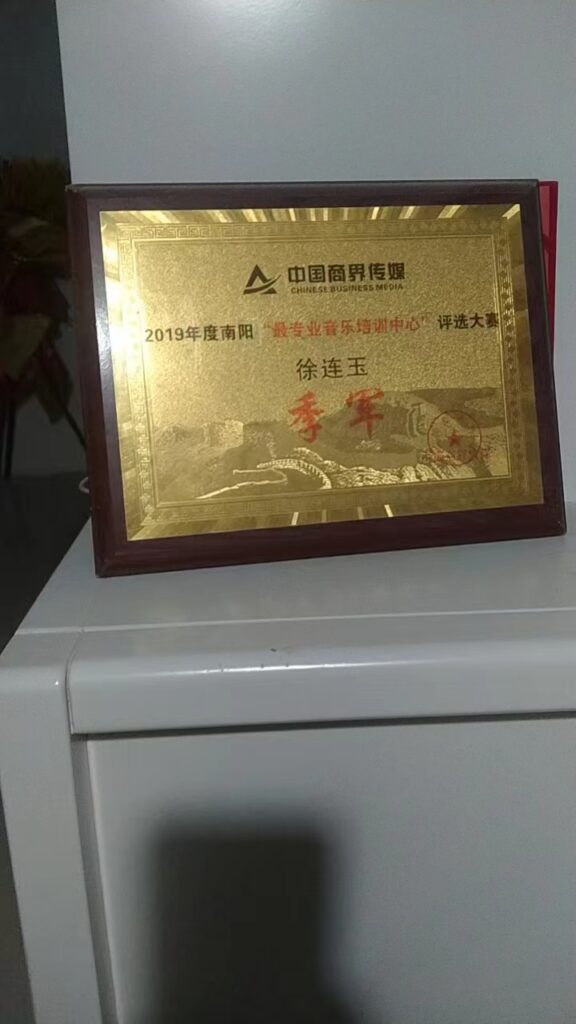 中国商界传媒
CHINESE BUSINESS MEDIA
2019年度南阳“最专业音乐培训中心”评选大赛
徐连玉
季军